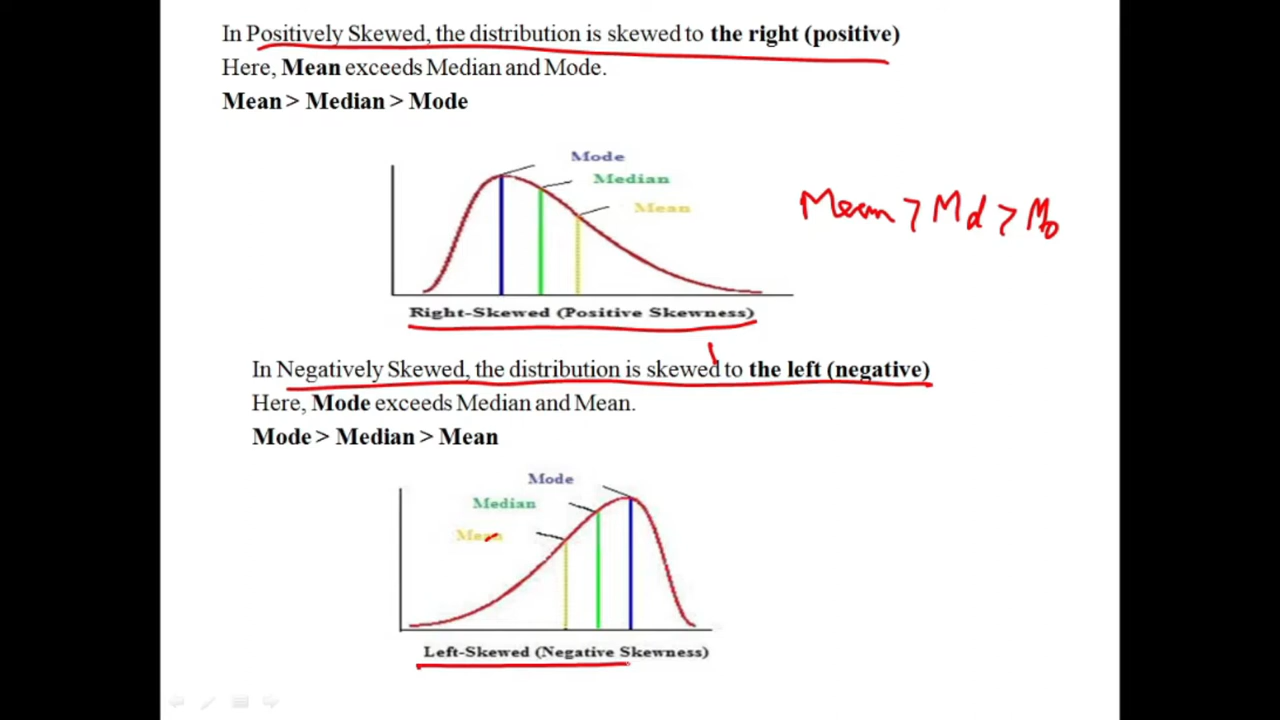 In Positively Skewed, the distribution is skewed to the right (positive)
Here, Mean exceeds Median and Mode.
Mean > Median > Mode
Mode
Median
Mean
Mean > Md > Mo
Right-Skewed (Positive Skewness)
In Negatively Skewed, the distribution is skewed to the left (negative)
Here, Mode exceeds Median and Mean.
Mode > Median > Mean
Mode
Median
Mean
Left-Skewed (Negative Skewness)